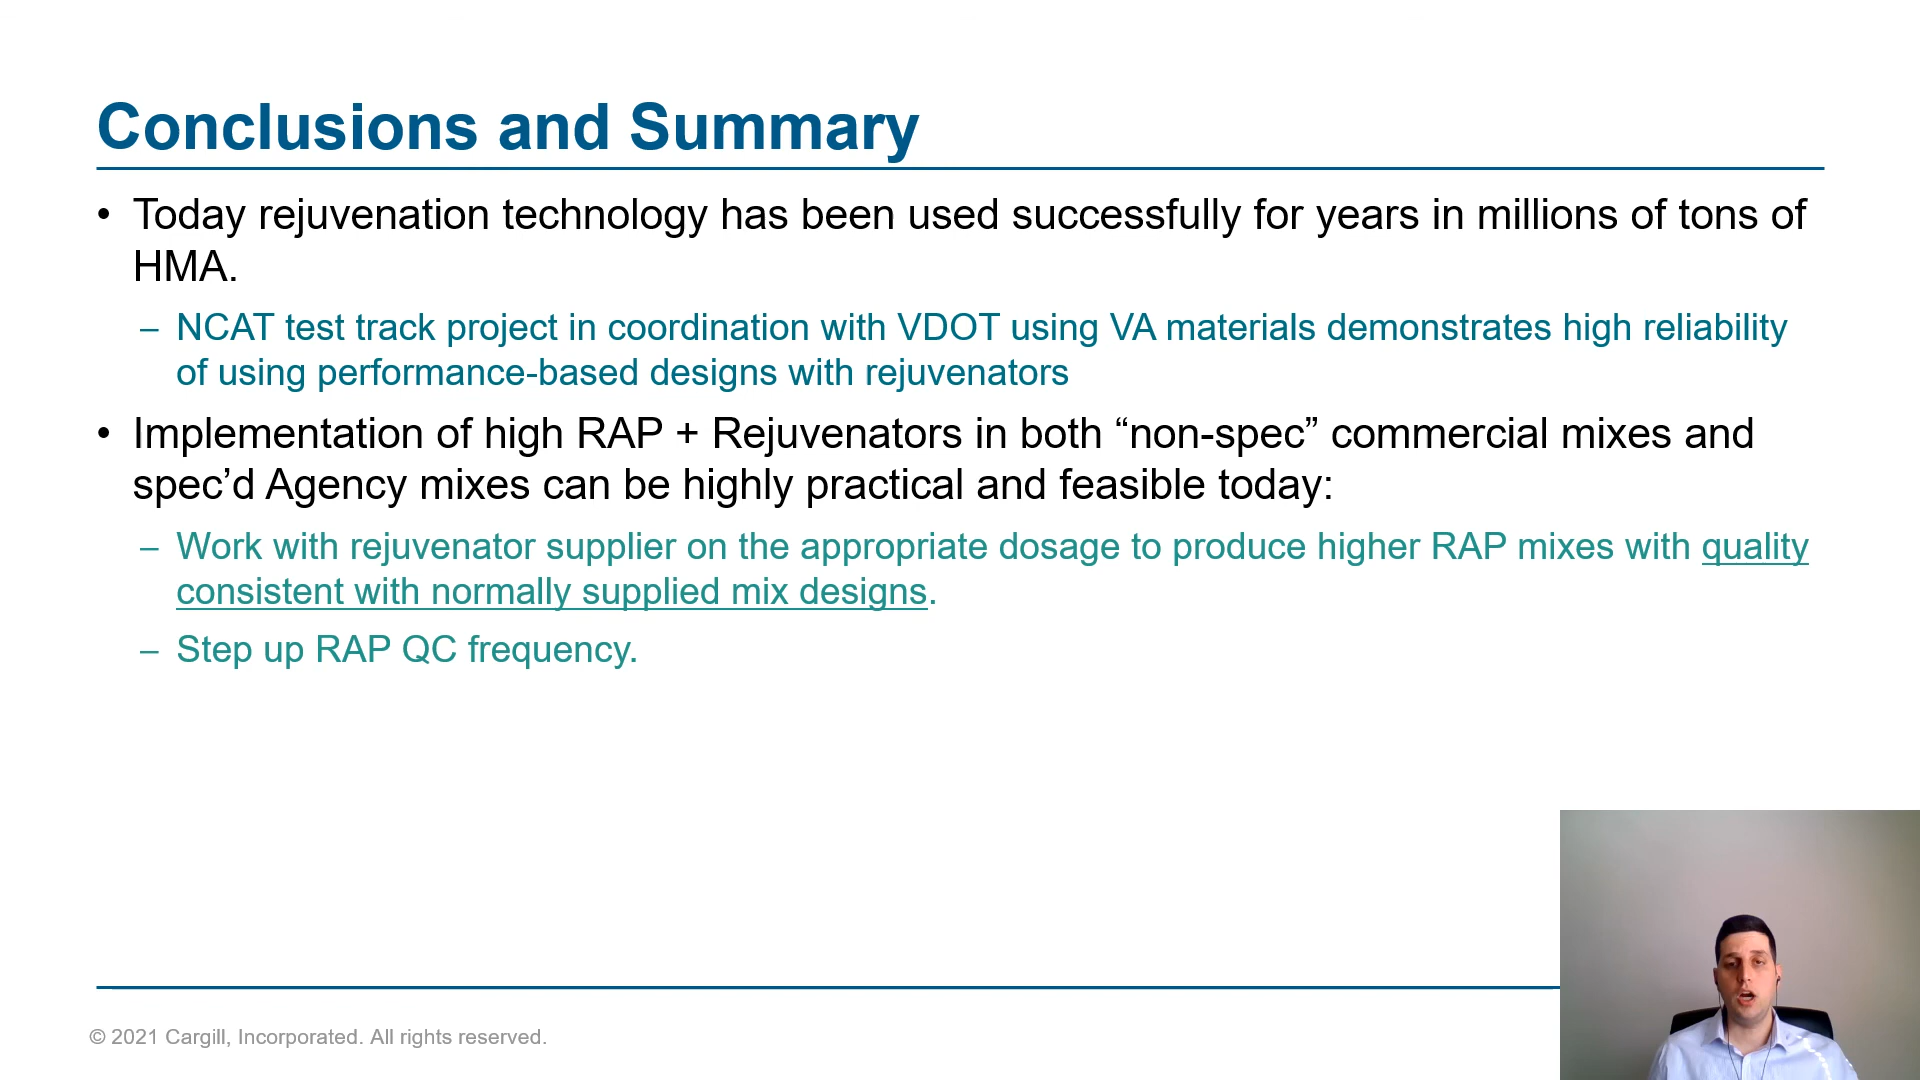 Conclusions and Summary
• Today rejuvenation technology has been used successfully for years in millions of tons of
HMA.
– NCAT test track project in coordination with VDOT using VA materials demonstrates high reliability
of using performance-based designs with rejuvenators
• Implementation of high RAP + Rejuvenators in both “non-spec” commercial mixes and
spec’d Agency mixes can be highly practical and feasible today:
– Work with rejuvenator supplier on the appropriate dosage to produce higher RAP mixes with quality
consistent with normally supplied mix designs.
– Step up RAP QC frequency.
© 2021 Cargill, Incorporated. All rights reserved.